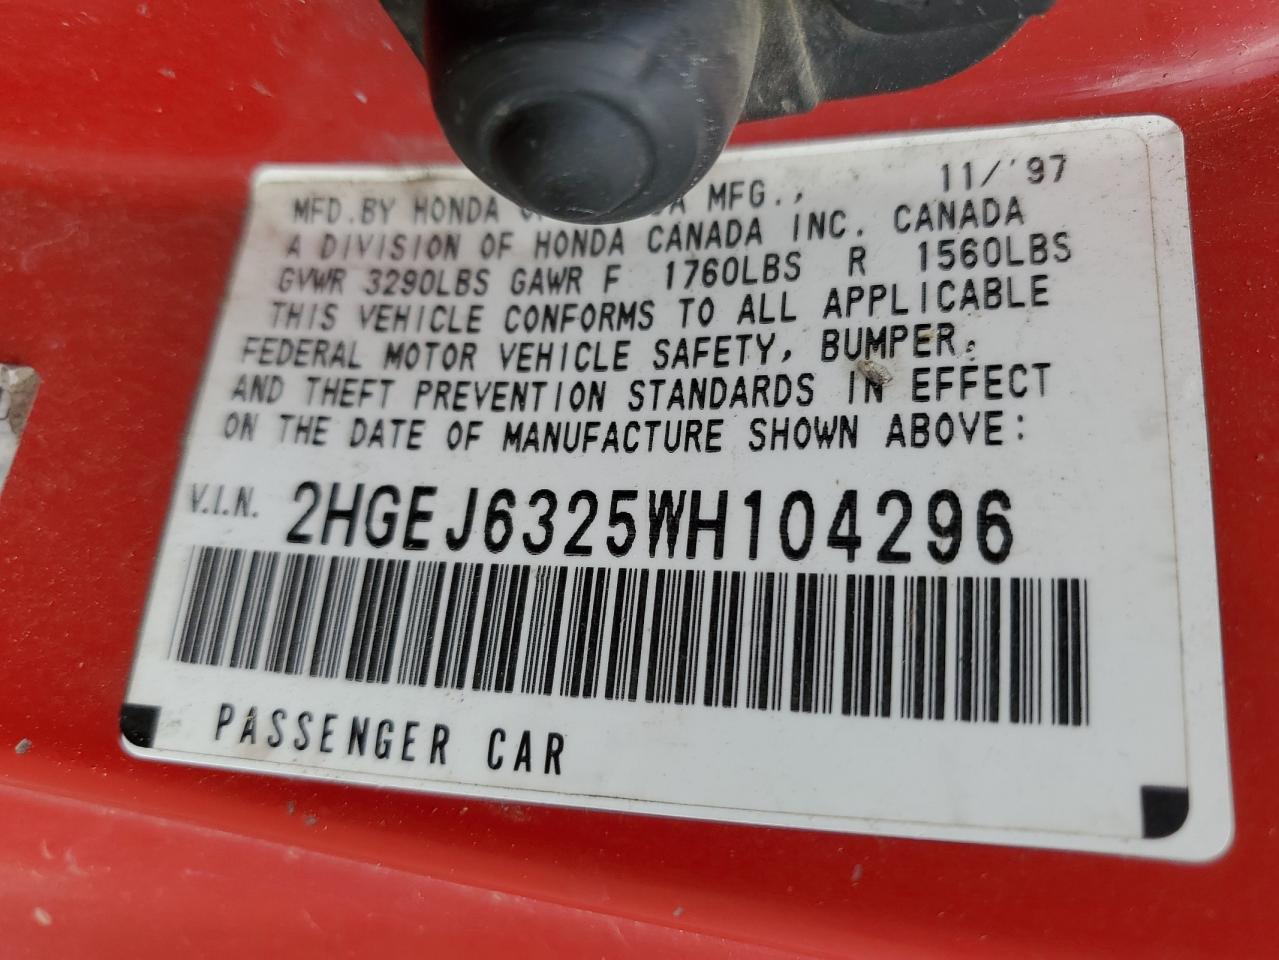 11/'97
MFD. BY HONDA MFG.,
A DIVISION OF HONDA CANADA INC. CANADA
GVWR 3290LBS GAWR F 1760LBS R 1560LBS
THIS VEHICLE CONFORMS TO ALL APPLICABLE
FEDERAL MOTOR VEHICLE SAFETY, BUMPER,
AND THEFT PREVENTION STANDARDS IN EFFECT
ON THE DATE OF MANUFACTURE SHOWN ABOVE:
V.I.N. 2HGEJ6325WH104296
PASSENGER CAR